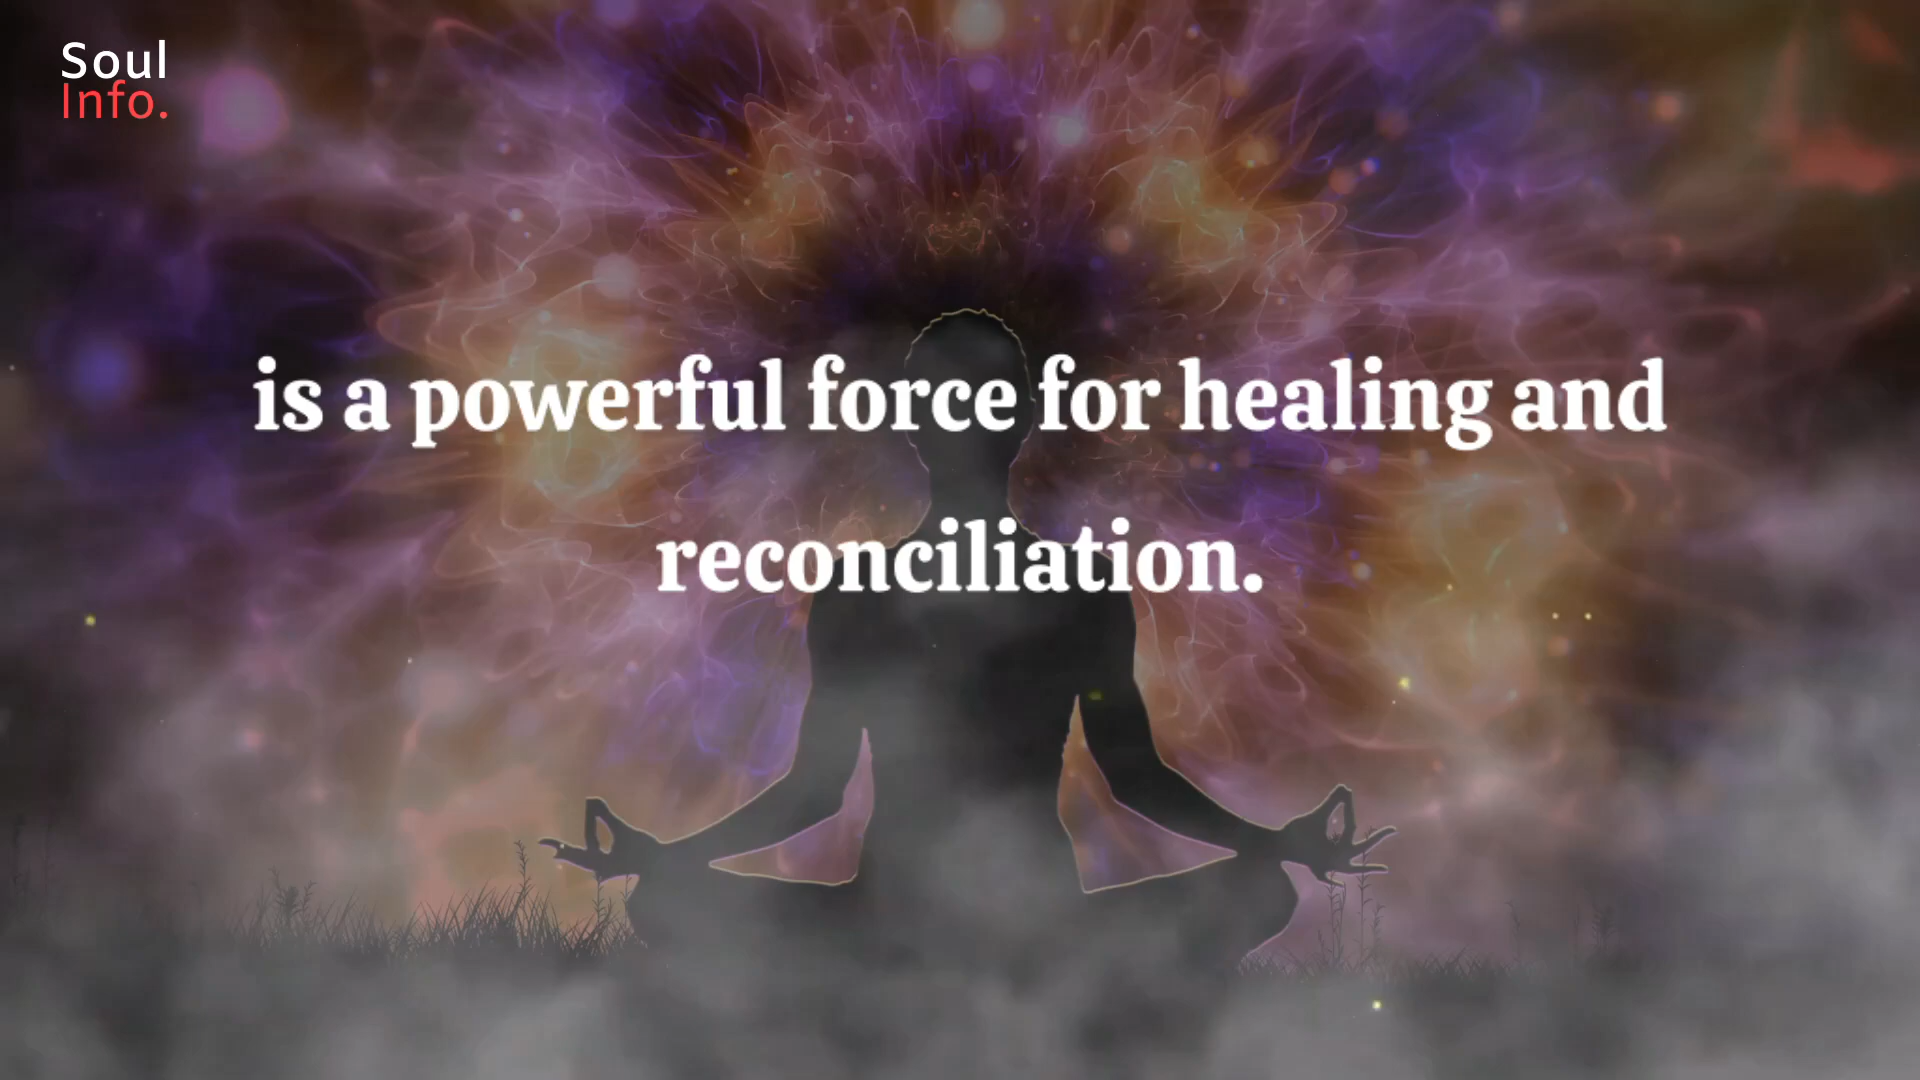 Soul
Info.
is a powerful force for healing and
reconciliation.